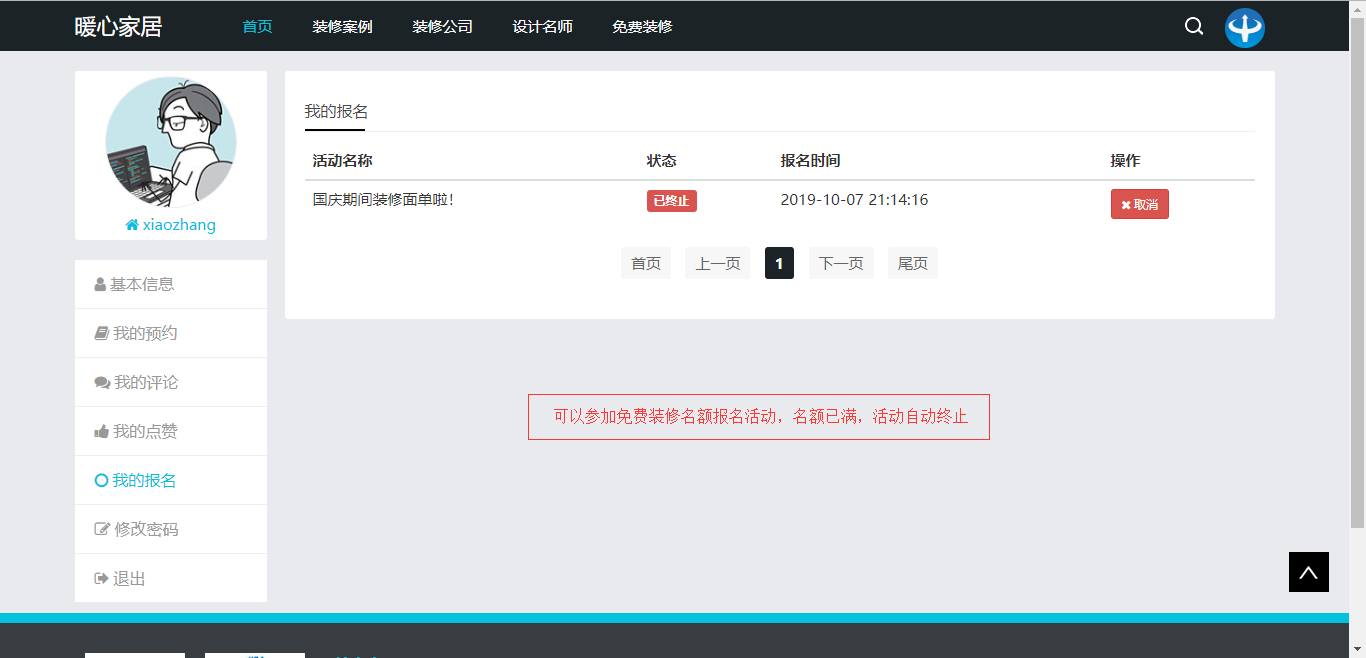 暖心家居 首页 装修案例 装修公司 设计名师 免费装修
xiaozhang
基本信息
我的预约
我的评论
我的点赞
我的报名
修改密码
退出
我的报名
活动名称 状态 报名时间 操作
国庆期间装修面单啦！ 已终止 2019-10-07 21:14:16 取消
首页 上一页 1 下一页 尾页
可以参加免费装修名额报名活动，名额已满，活动自动终止